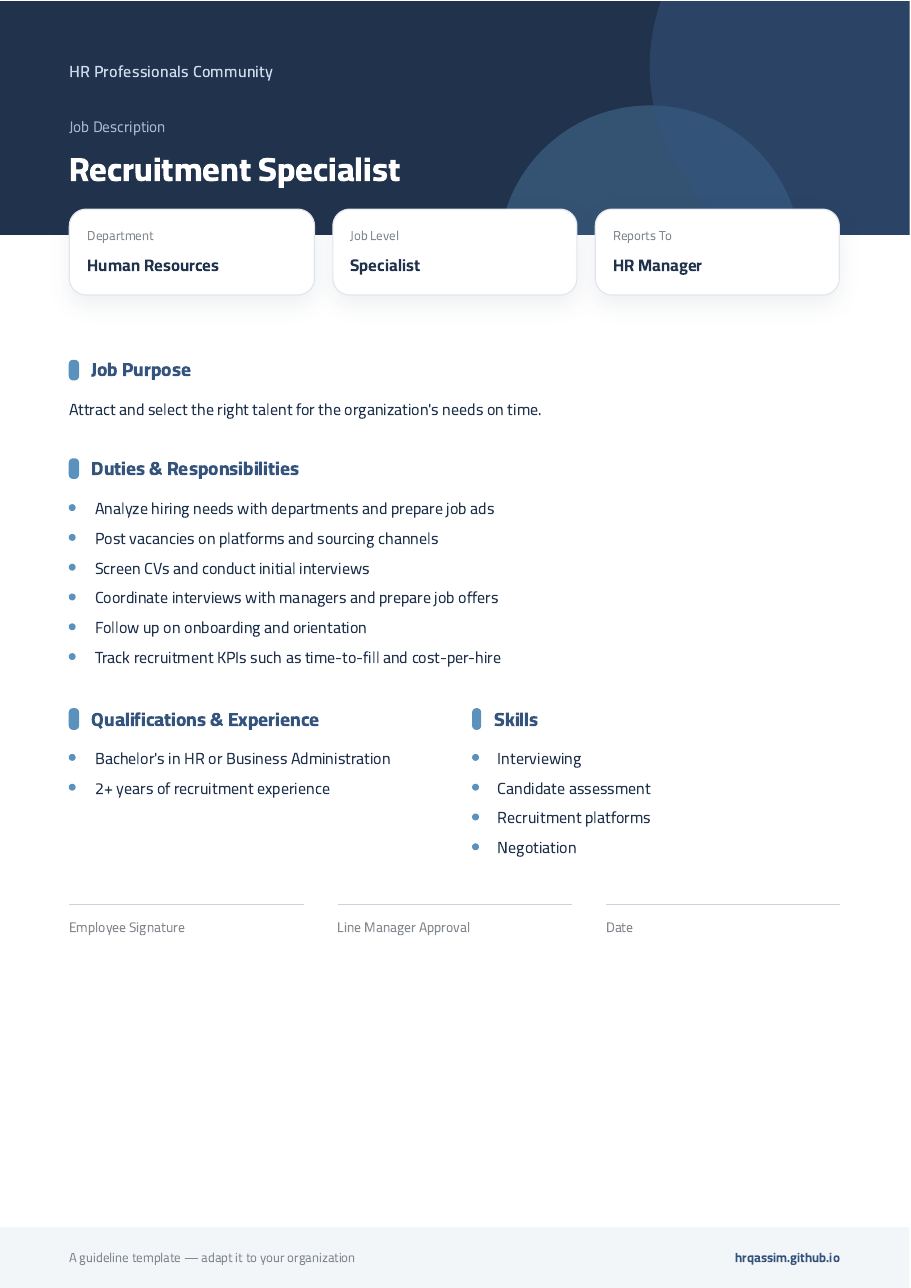 HR Professionals Community
Job Description
Recruitment Specialist
Department
Human Resources
Job Level
Specialist
Reports To
HR Manager
Job Purpose
Attract and select the right talent for the organization's needs on time.
Duties & Responsibilities
Analyze hiring needs with departments and prepare job ads
Post vacancies on platforms and sourcing channels
Screen CVs and conduct initial interviews
Coordinate interviews with managers and prepare job offers
Follow up on onboarding and orientation
Track recruitment KPIs such as time-to-fill and cost-per-hire
Qualifications & Experience
Bachelor's in HR or Business Administration
2+ years of recruitment experience
Skills
Interviewing
Candidate assessment
Recruitment platforms
Negotiation
Employee Signature
Line Manager Approval
Date
A guideline template — adapt it to your organization
hrqassim.github.io